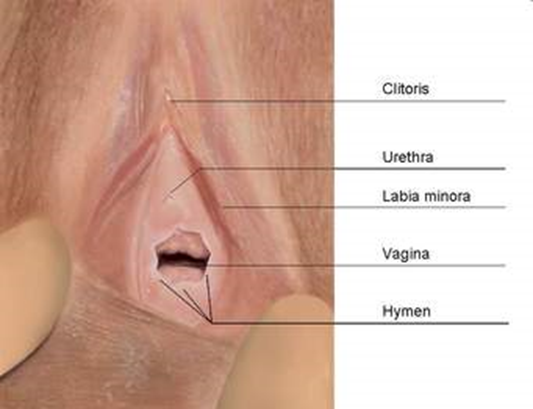 Clitoris
Urethra
Labia minora
Vagina
Hymen